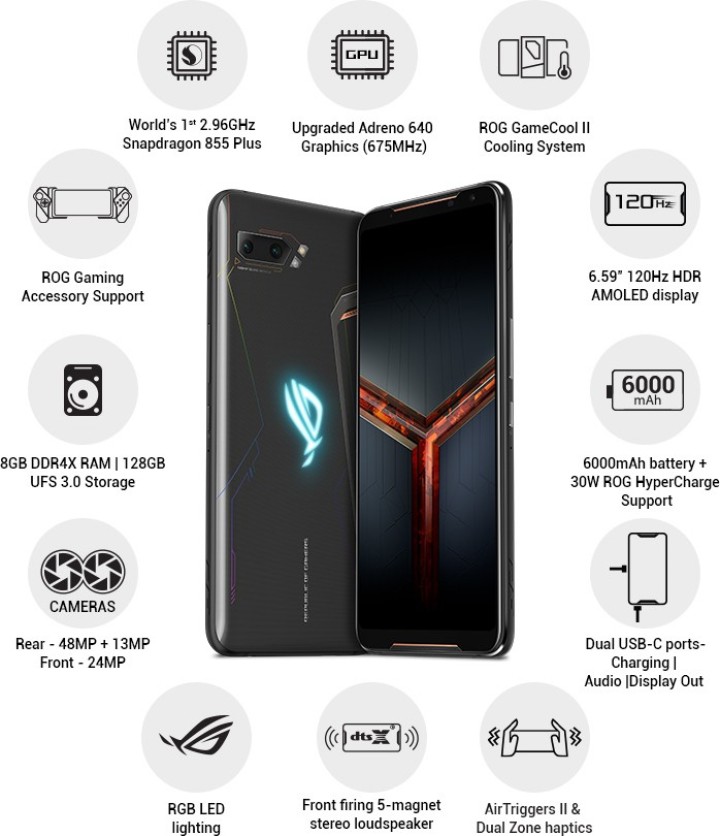 GPU
World's 1st 2.96GHz
Snapdragon 855 Plus
Upgraded Adreno 640
Graphics (675MHz)
ROG GameCool II
Cooling System
ROG Gaming
Accessory Support
120Hz
6.59” 120Hz HDR
AMOLED display
8GB DDR4X RAM | 128GB
UFS 3.0 Storage
6000
mAh
6000mAh battery +
30W ROG HyperCharge
Support
CAMERAS
Rear - 48MP + 13MP
Front - 24MP
Dual USB-C ports-
Charging |
Audio |Display Out
RGB LED
lighting
dts X
Front firing 5-magnet
stereo loudspeaker
AirTriggers II &
Dual Zone haptics